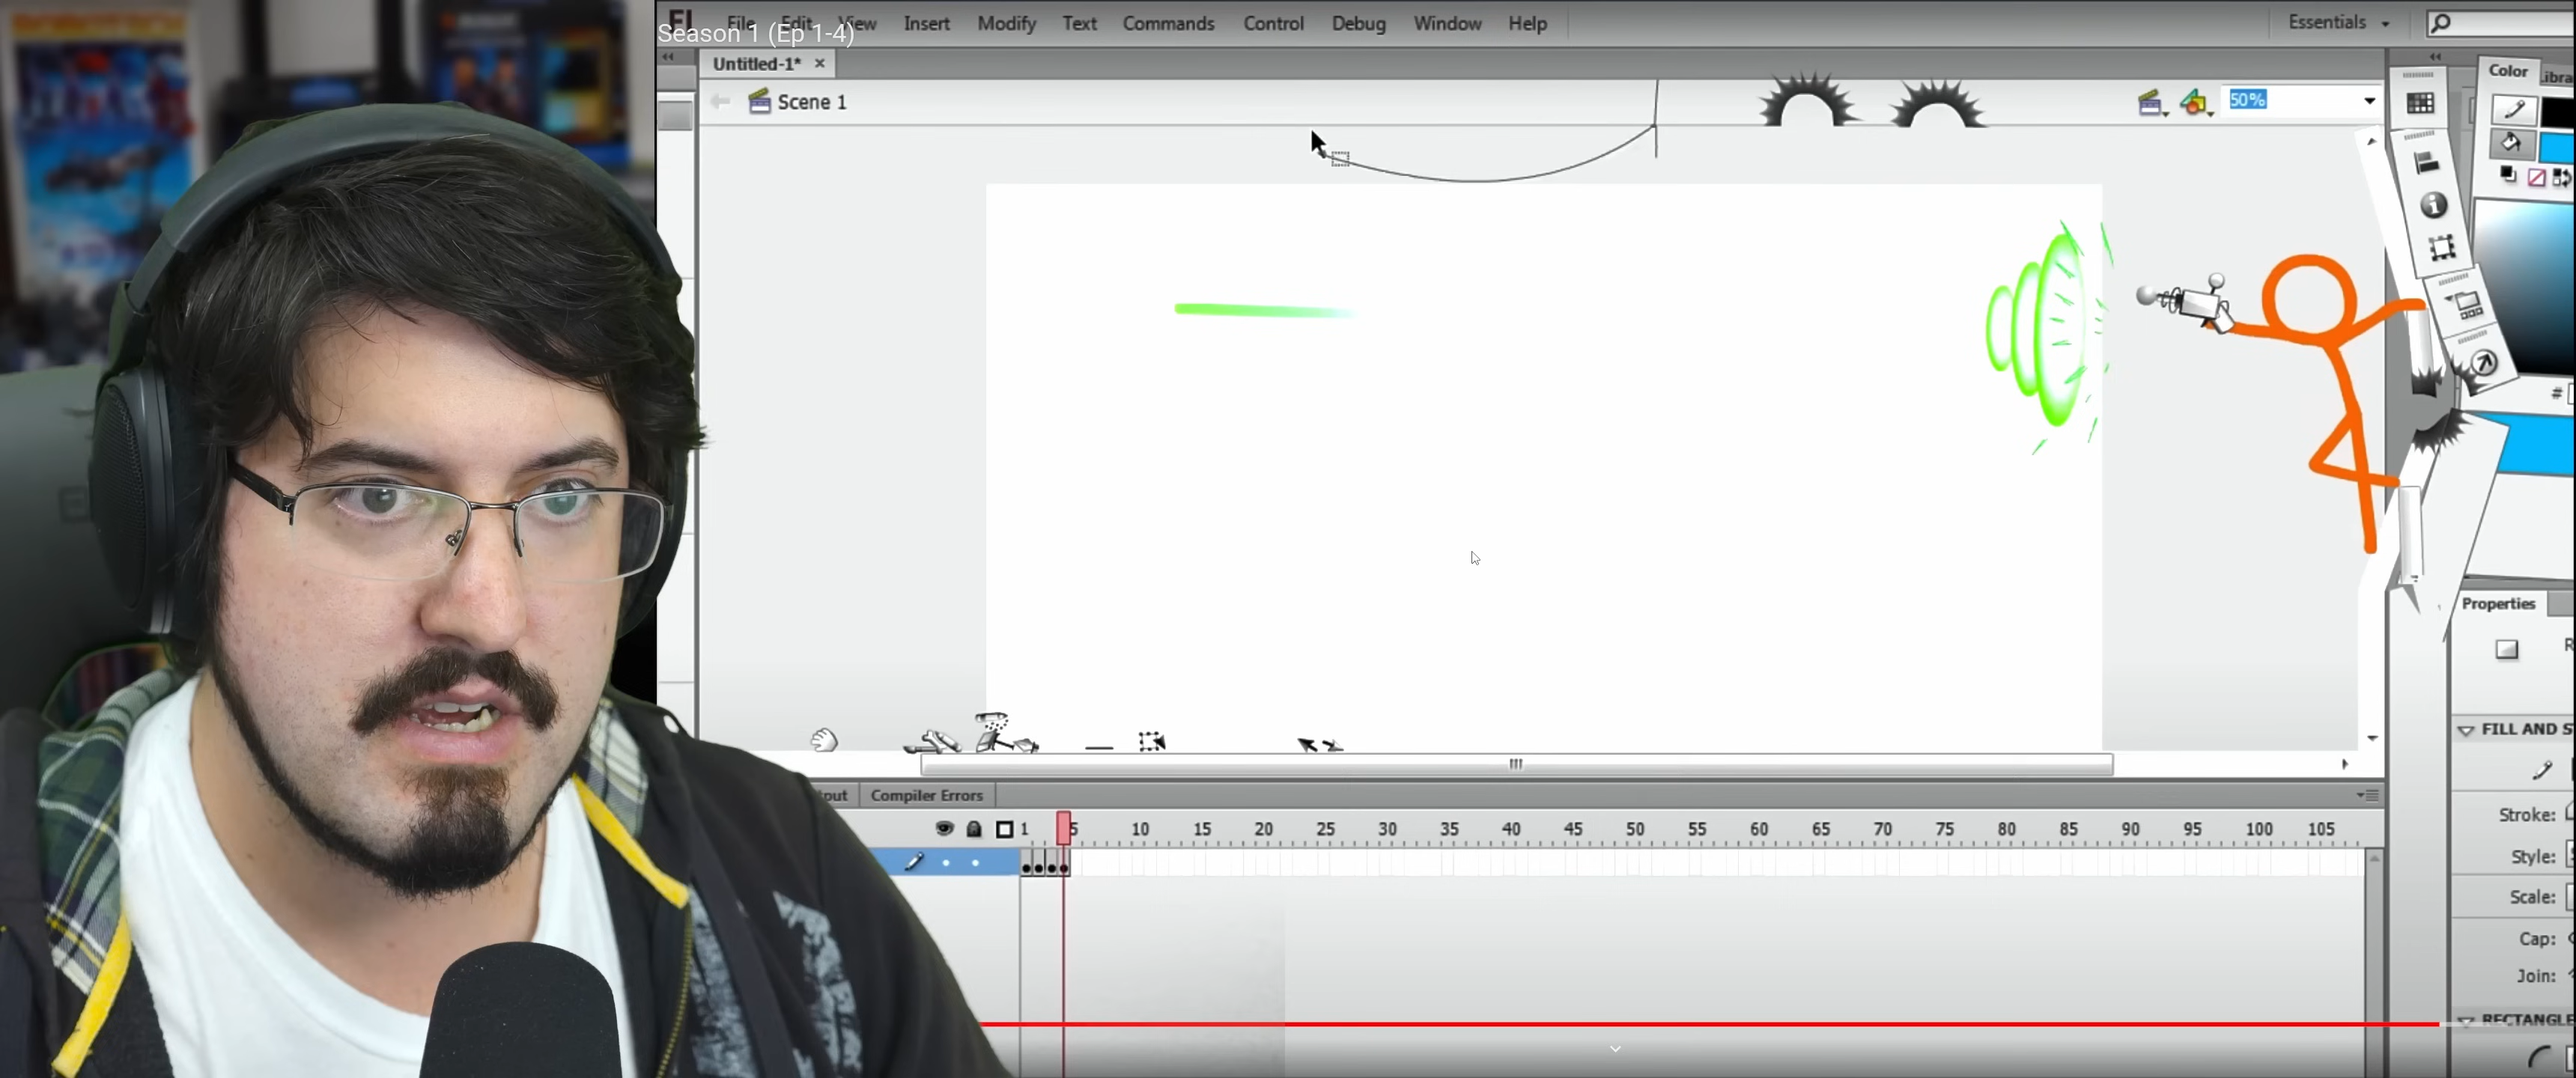 Fl File Edit View Insert Modify Text Commands Control Debug Window Help Essentials
Season 1 (Ep 1-4)
Untitled-1*
Color
Scene 1
50%
#
Properties
FILL AND S
Compiler Errors
1 5 10 15 20 25 30 35 40 45 50 55 60 65 70 75 80 85 90 95 100 105
Stroke:
Style:
Scale:
Cap:
Join:
RECTANGLE